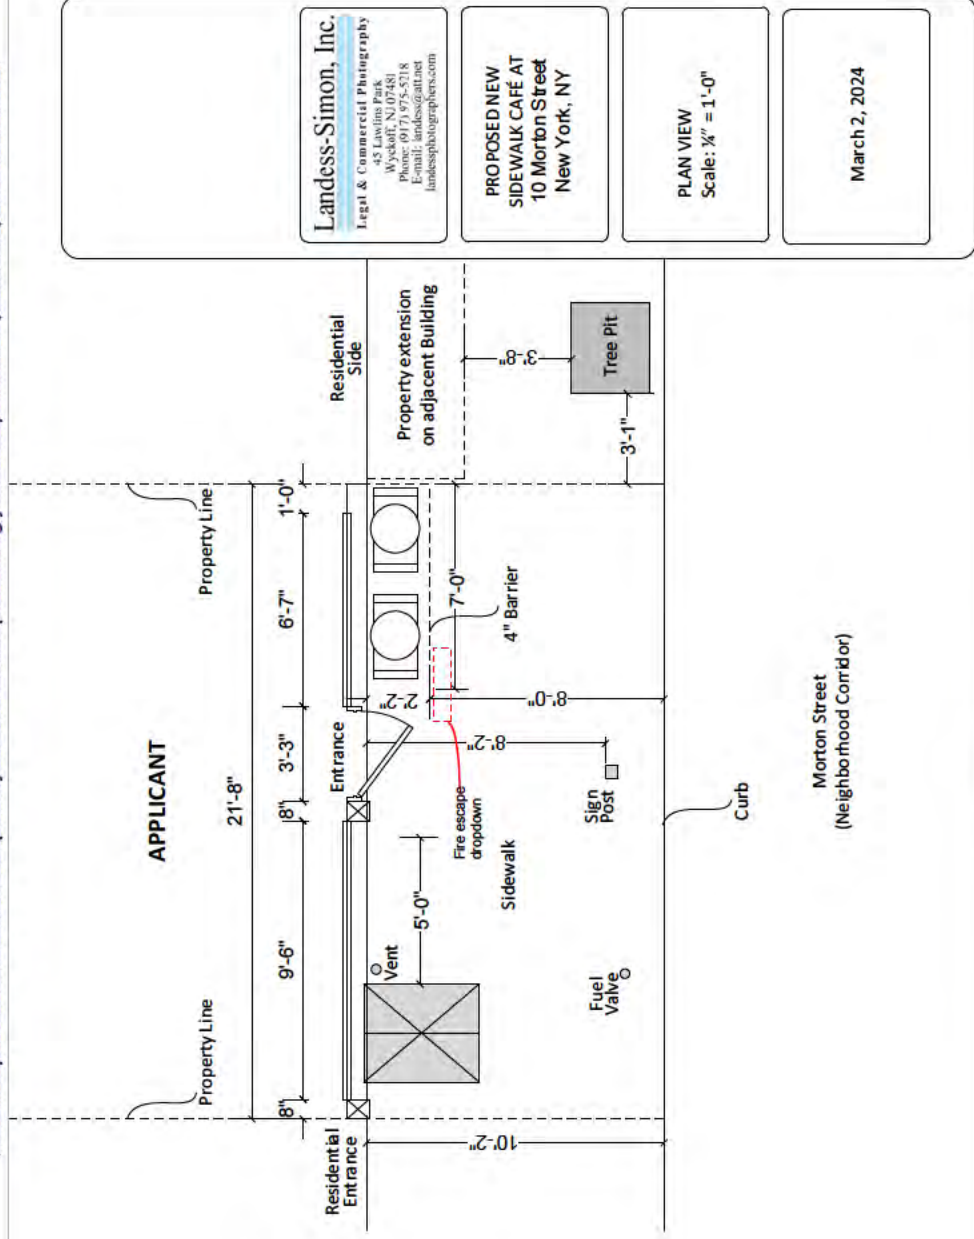 APPLICANT
Property Line
Property Line
21'-8"
8"
9'-6"
8"
3'-3"
6'-7"
1'-0"
Residential
Entrance
Entrance
Residential
Side
Vent
5'-0"
2'-2"
7'-0"
Property extension
on adjacent Building
Fire escape
dropdown
4" Barrier
8'-2"
8'-0"
3'-8"
10'-2"
Sidewalk
Fuel
Valve
Sign
Post
Tree Pit
3'-1"
Curb
Morton Street
(Neighborhood Corridor)
Landess-Simon, Inc.
Legal & Commercial Photography
45 Lawlins Park
Wyckoff, NJ 07481
Phone: (917) 975-5218
E-mail: landess@att.net
landessphotographers.com
PROPOSED NEW
SIDEWALK CAFÉ AT
10 Morton Street
New York, NY
PLAN VIEW
Scale: ¼" = 1'-0"
March 2, 2024